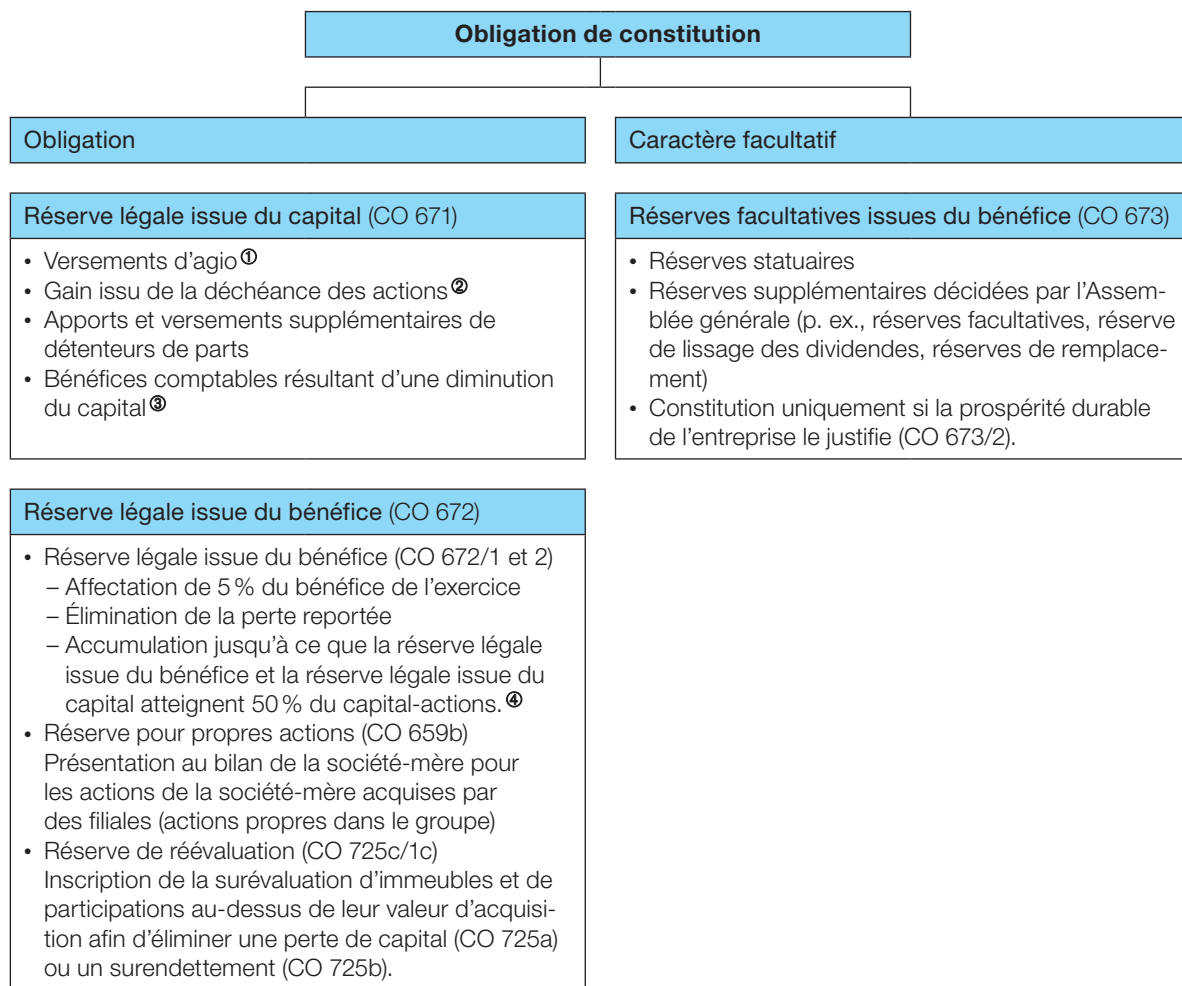 Obligation de constitution
Obligation
Réserve légale issue du capital (CO 671)
• Versements d'agio①
• Gain issu de la déchéance des actions②
• Apports et versements supplémentaires de
détenteurs de parts
• Bénéfices comptables résultant d'une diminution
du capital③
Réserve légale issue du bénéfice (CO 672)
• Réserve légale issue du bénéfice (CO 672/1 et 2)
– Affectation de 5 % du bénéfice de l'exercice
– Élimination de la perte reportée
– Accumulation jusqu'à ce que la réserve légale
issue du bénéfice et la réserve légale issue du
capital atteignent 50 % du capital-actions.④
• Réserve pour propres actions (CO 659b)
Présentation au bilan de la société-mère pour
les actions de la société-mère acquises par
des filiales (actions propres dans le groupe)
• Réserve de réévaluation (CO 725c/1c)
Inscription de la surévaluation d'immeubles et de
participations au-dessus de leur valeur d'acquisi-
tion afin d'éliminer une perte de capital (CO 725a)
ou un surendettement (CO 725b).
Caractère facultatif
Réserves facultatives issues du bénéfice (CO 673)
• Réserves statuaires
• Réserves supplémentaires décidées par l'Assem-
blée générale (p. ex., réserves facultatives, réserve
de lissage des dividendes, réserves de remplace-
ment)
• Constitution uniquement si la prospérité durable
de l'entreprise le justifie (CO 673/2).